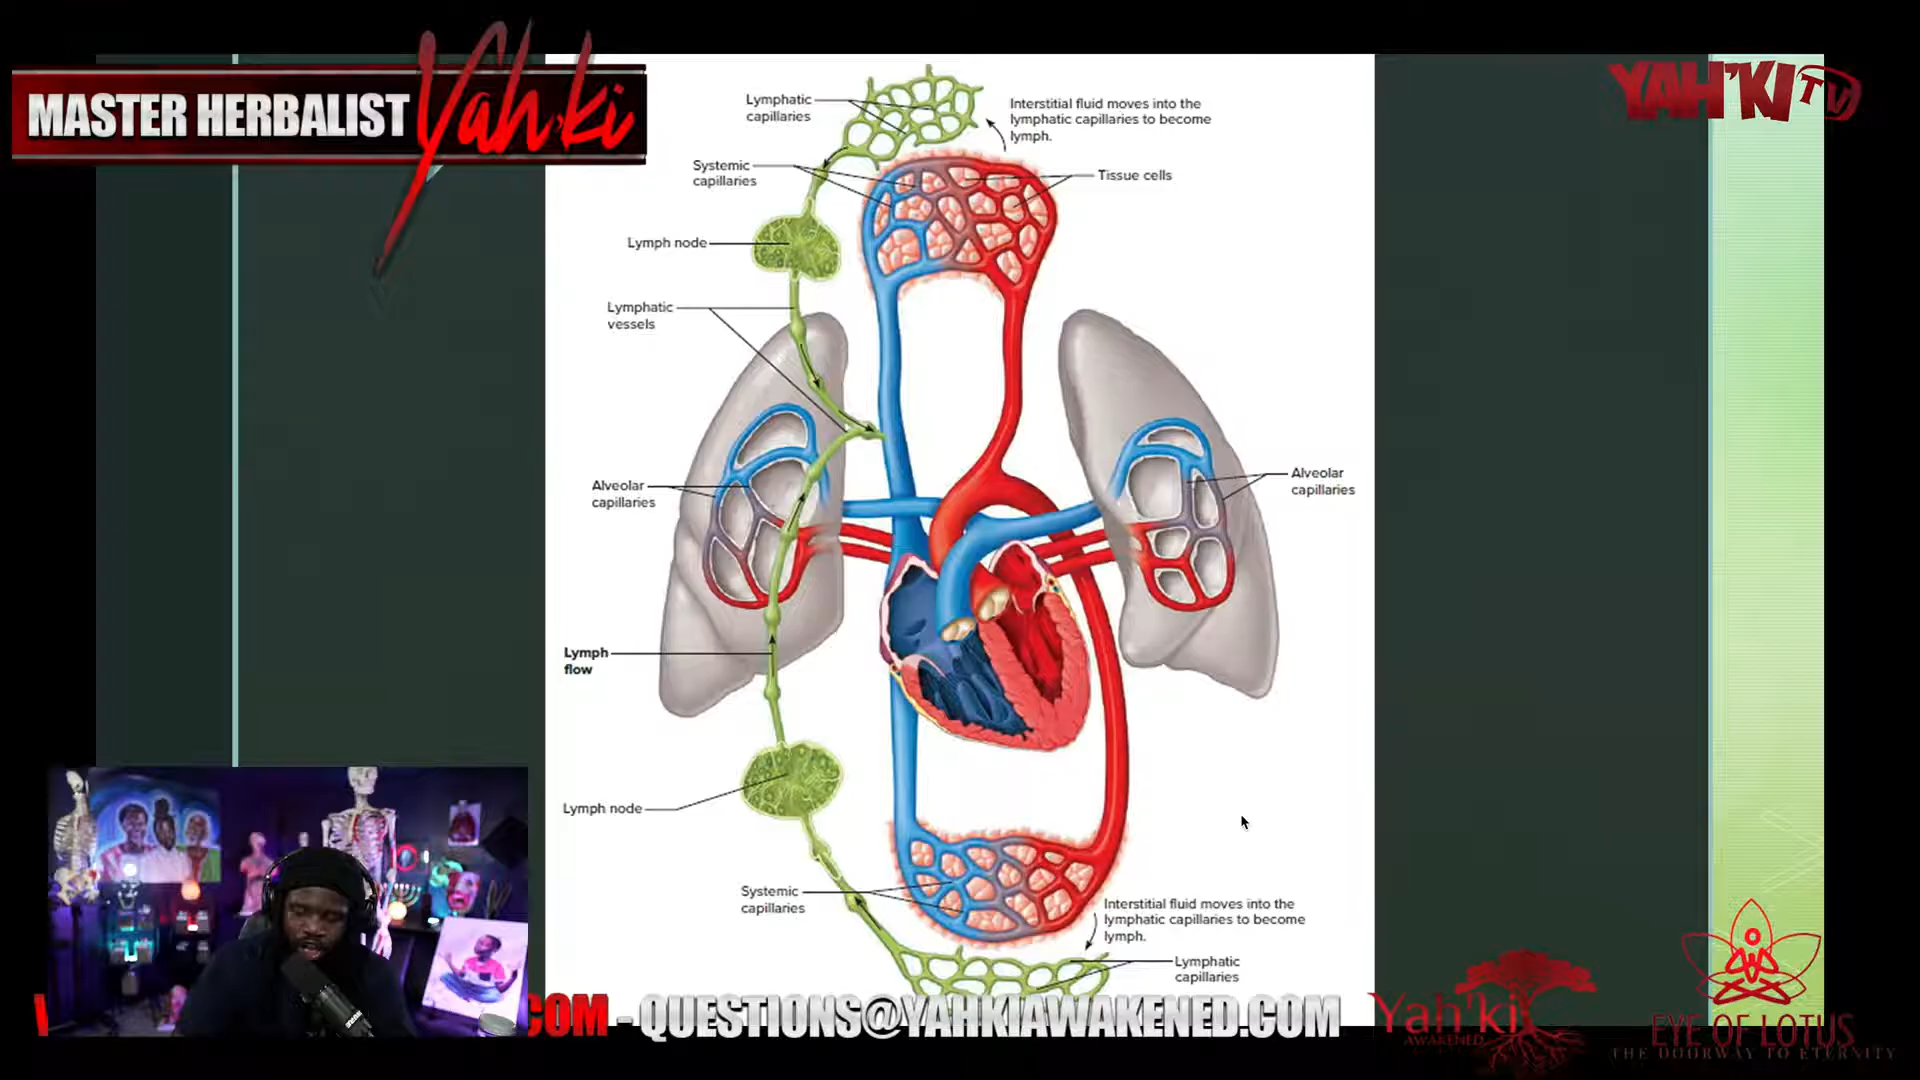 MASTER HERBALIST Yah'ki
YAH'KI TV
Lymphatic
capillaries
Interstitial fluid moves into the
lymphatic capillaries to become
lymph.
Systemic
capillaries
Tissue cells
Lymph node
Lymphatic
vessels
Alveolar
capillaries
Alveolar
capillaries
Lymph
flow
Lymph node
Systemic
capillaries
Interstitial fluid moves into the
lymphatic capillaries to become
lymph.
Lymphatic
capillaries
COM - QUESTIONS@YAHKIAWAKENED.COM
Yah'ki
AWAKENED
EYE OF LOTUS
THE DOORWAY TO ETERNITY